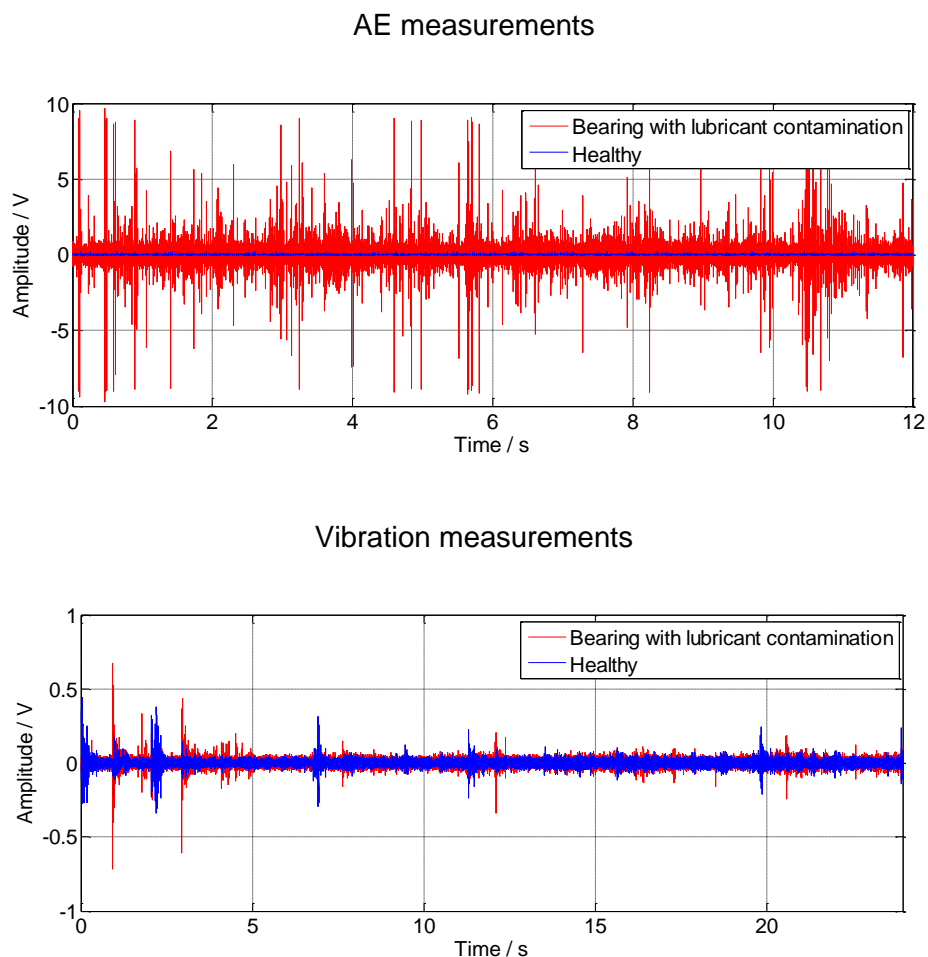 AE measurements
10
5
0
-5
-10
Amplitude / V
Bearing with lubricant contamination
Healthy
0 2 4 6 8 10 12
Time / s
Vibration measurements
1
0.5
0
-0.5
-1
Amplitude / V
Bearing with lubricant contamination
Healthy
0 5 10 15 20
Time / s